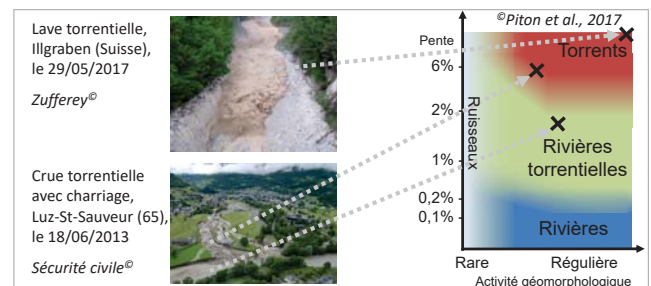 Lave torrentielle,
Illgraben (Suisse),
le 29/05/2017
Zufferey©
Crue torrentielle
avec charriage,
Luz-St-Sauveur (65),
le 18/06/2013
Sécurité civile©
©Piton et al., 2017
Pente
6%
2%
1%
0,2%
0,1%
Ruisseaux
Torrents
Rivières
torrentielles
Rivières
Rare
Régulière
Activité géomorphologique